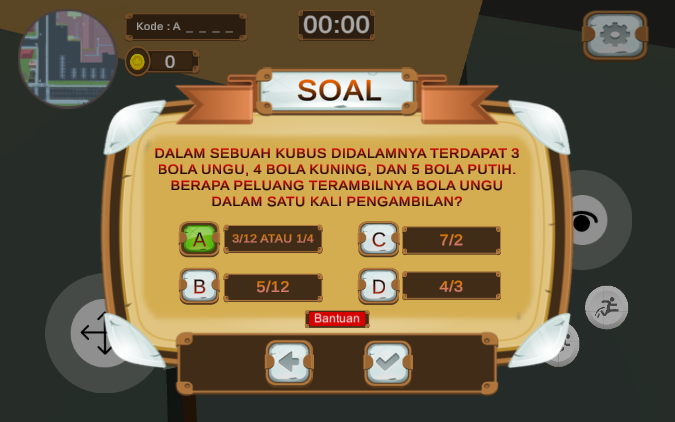 Kode : A _ _ _ _
00:00
0
SOAL
DALAM SEBUAH KUBUS DIDALAMNYA TERDAPAT 3
BOLA UNGU, 4 BOLA KUNING, DAN 5 BOLA PUTIH.
BERAPA PELUANG TERAMBILNYA BOLA UNGU
DALAM SATU KALI PENGAMBILAN?
A 3/12 ATAU 1/4
C 7/2
B 5/12
D 4/3
Bantuan